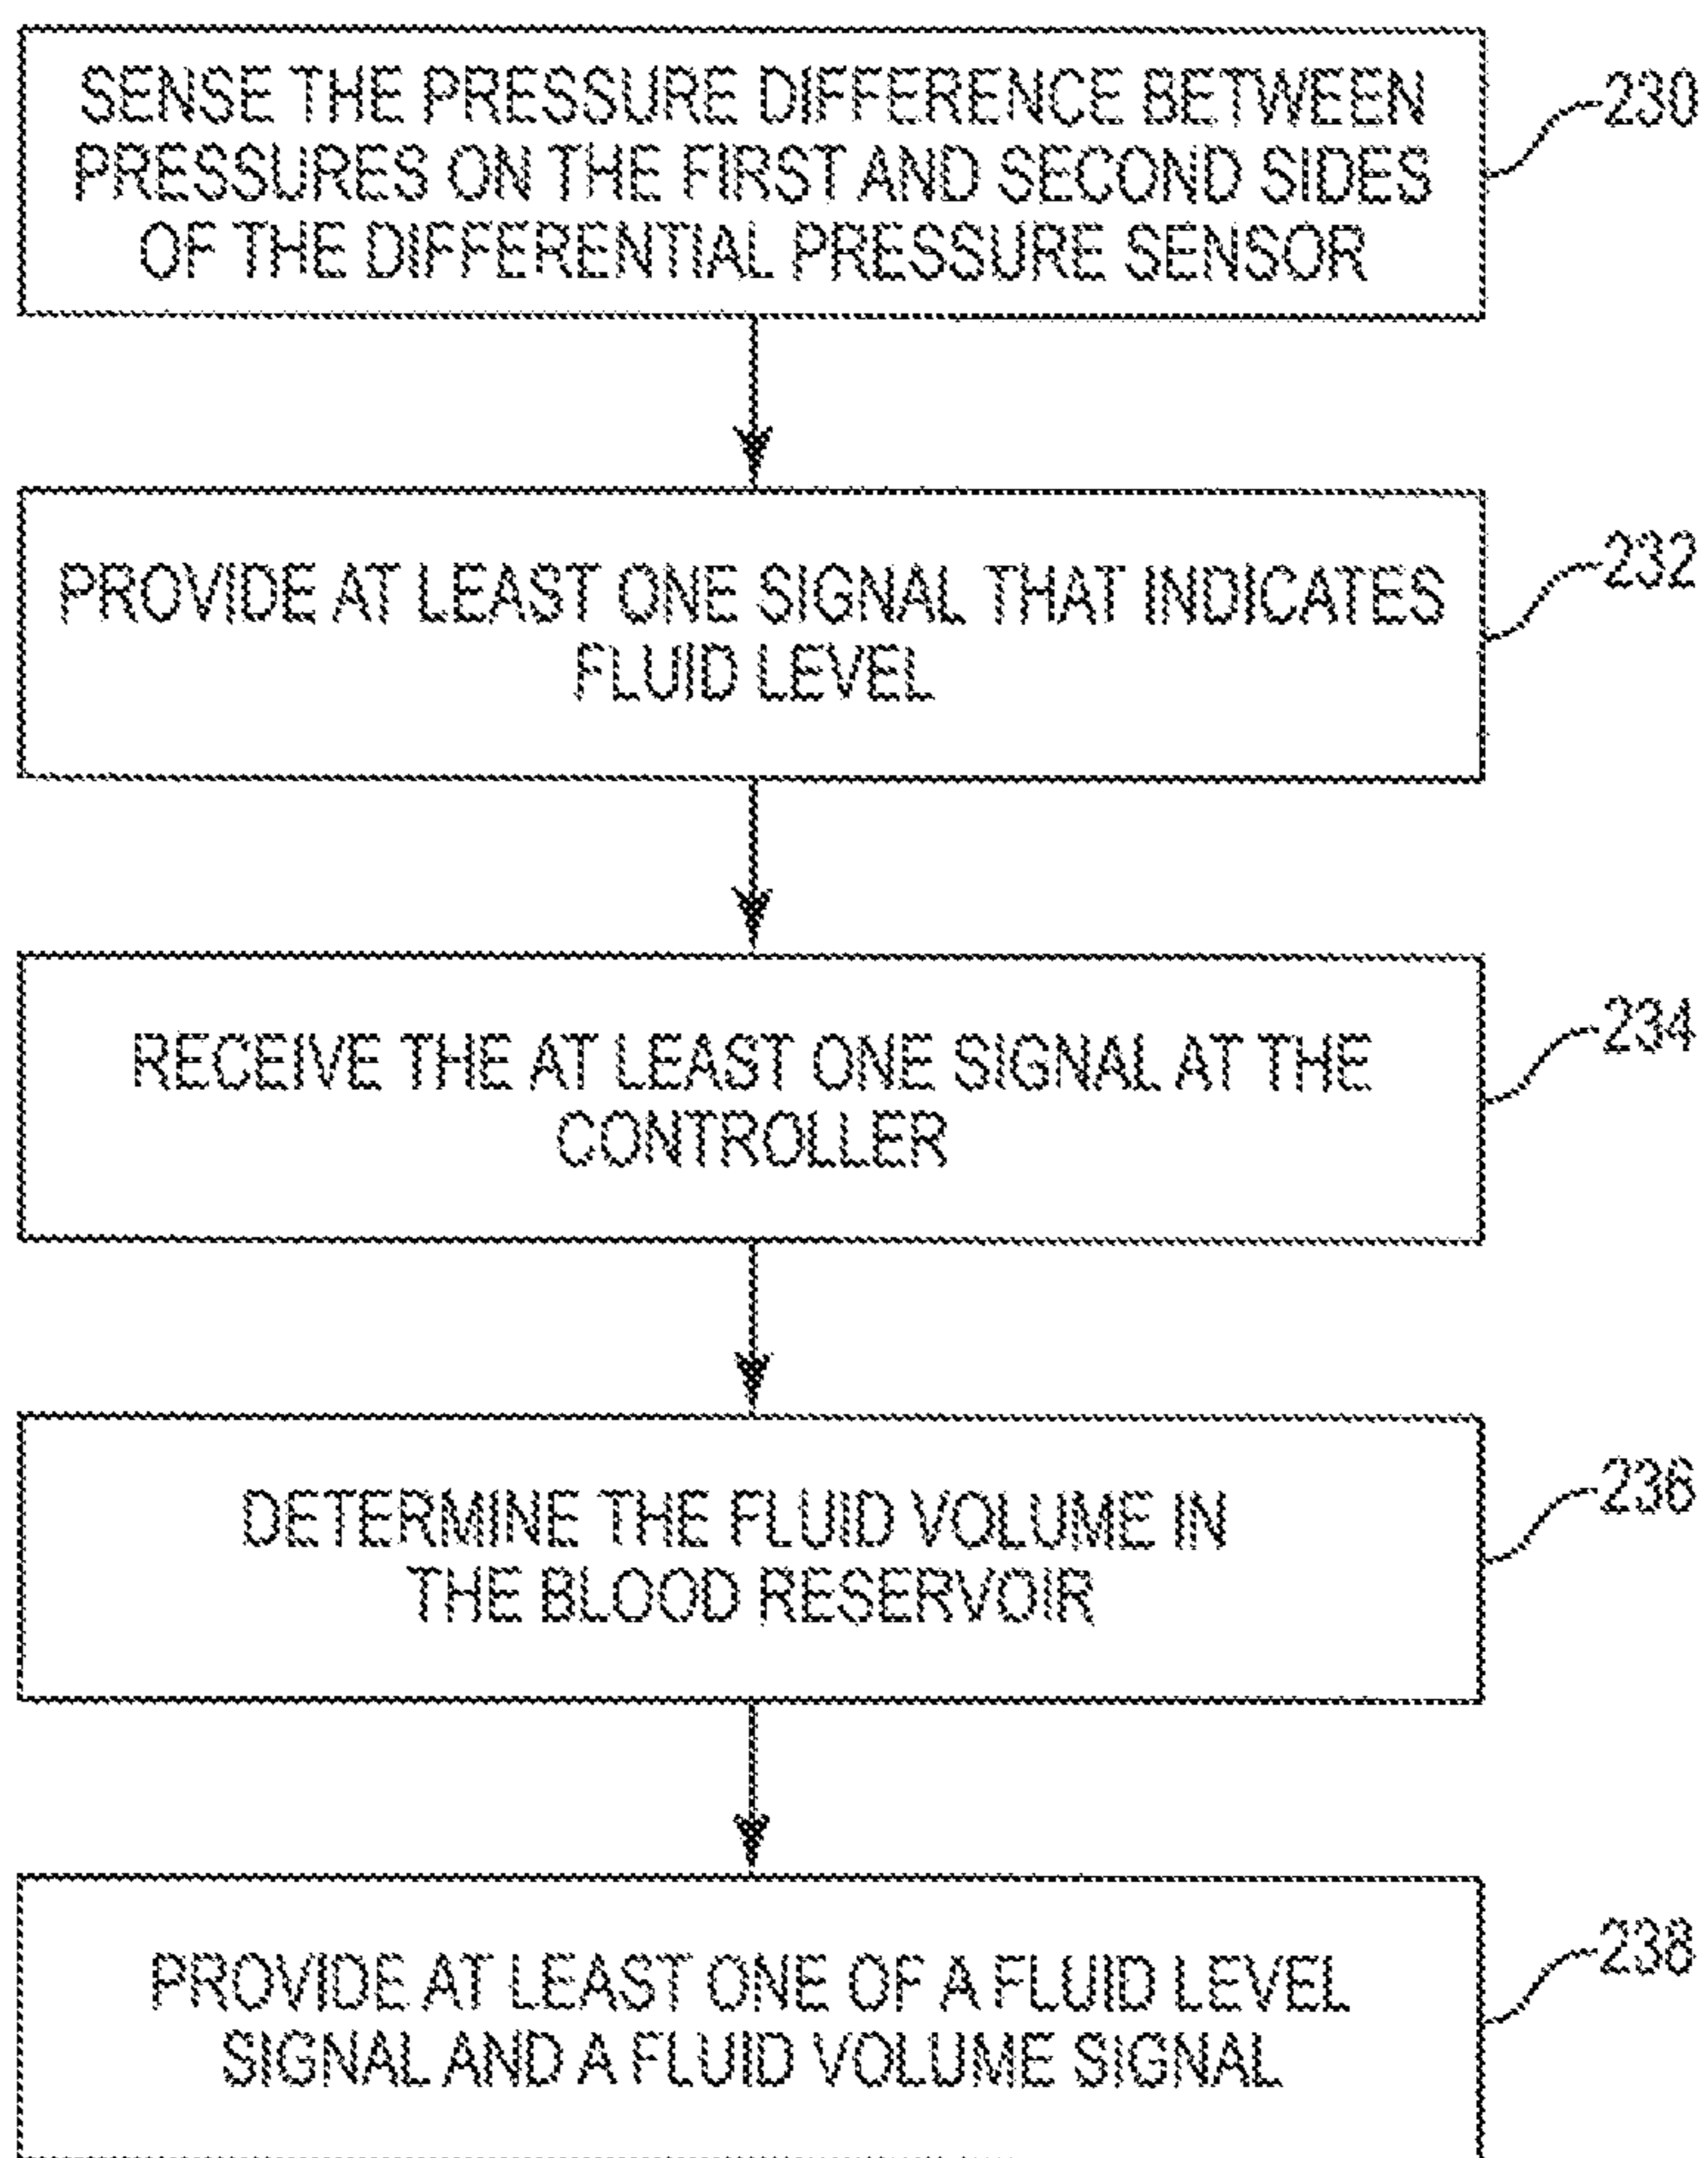 SENSE THE PRESSURE DIFFERENCE BETWEEN
PRESSURES ON THE FIRST AND SECOND SIDES
OF THE DIFFERENTIAL PRESSURE SENSOR
230
PROVIDE AT LEAST ONE SIGNAL THAT INDICATES
FLUID LEVEL
232
RECEIVE THE AT LEAST ONE SIGNAL AT THE
CONTROLLER
234
DETERMINE THE FLUID VOLUME IN
THE BLOOD RESERVOIR
236
PROVIDE AT LEAST ONE OF A FLUID LEVEL
SIGNAL AND A FLUID VOLUME SIGNAL
238